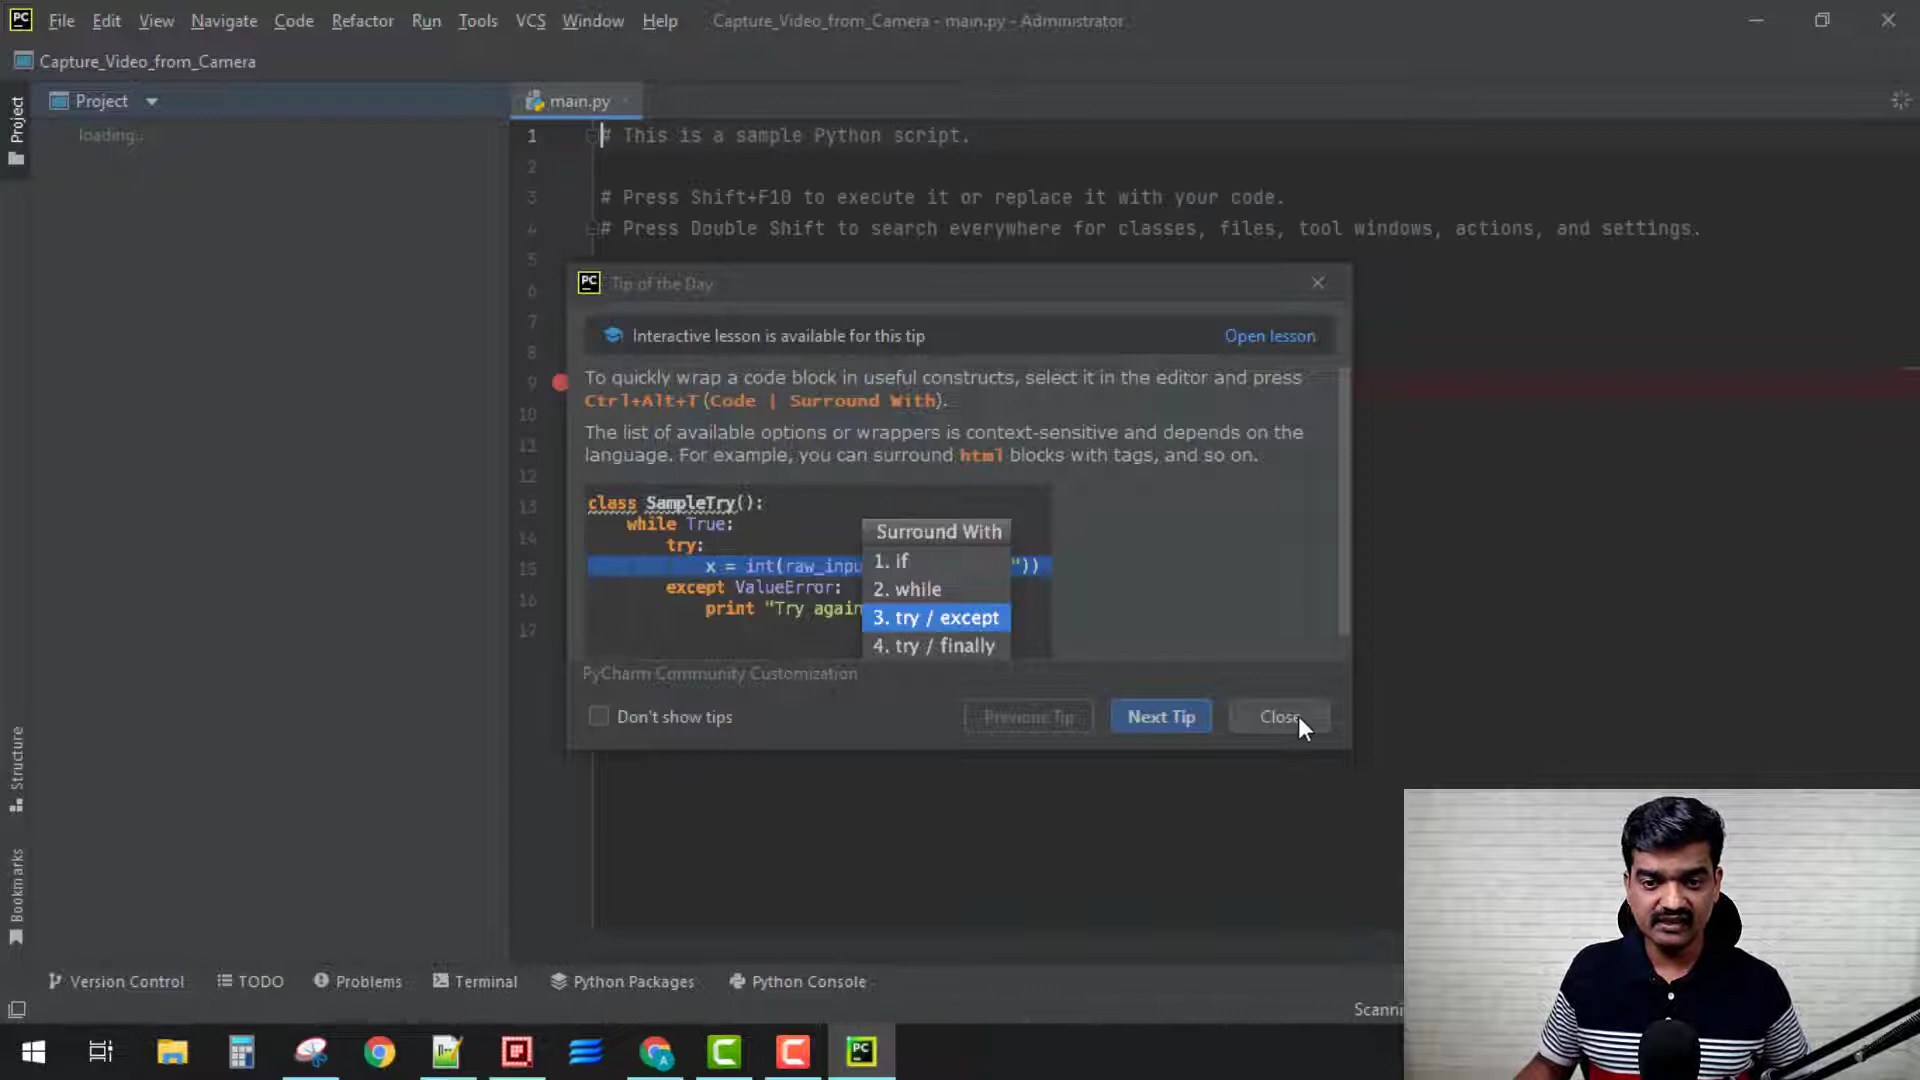 PC File Edit View Navigate Code Refactor Run Tools VCS Window Help Capture_Video_from_Camera - main.py - Administrator
Capture_Video_from_Camera
Project
Project
main.py
loading..
1 # This is a sample Python script.
2
3 # Press Shift+F10 to execute it or replace it with your code.
4 # Press Double Shift to search everywhere for classes, files, tool windows, actions, and settings.
5
6
7
8
9
10
11
12
13
14
15
16
17
PC Tip of the Day
Interactive lesson is available for this tip Open lesson
To quickly wrap a code block in useful constructs, select it in the editor and press
Ctrl+Alt+T (Code | Surround With).
The list of available options or wrappers is context-sensitive and depends on the
language. For example, you can surround html blocks with tags, and so on.
class SampleTry():
while True:
try:
x = int(raw_inpu "))
except ValueError:
print "Try again
Surround With
1. if
2. while
3. try / except
4. try / finally
PyCharm Community Customization
Don't show tips Previous Tip Next Tip Close
Structure
Bookmarks
Version Control TODO Problems Terminal Python Packages Python Console
Scanni
PC